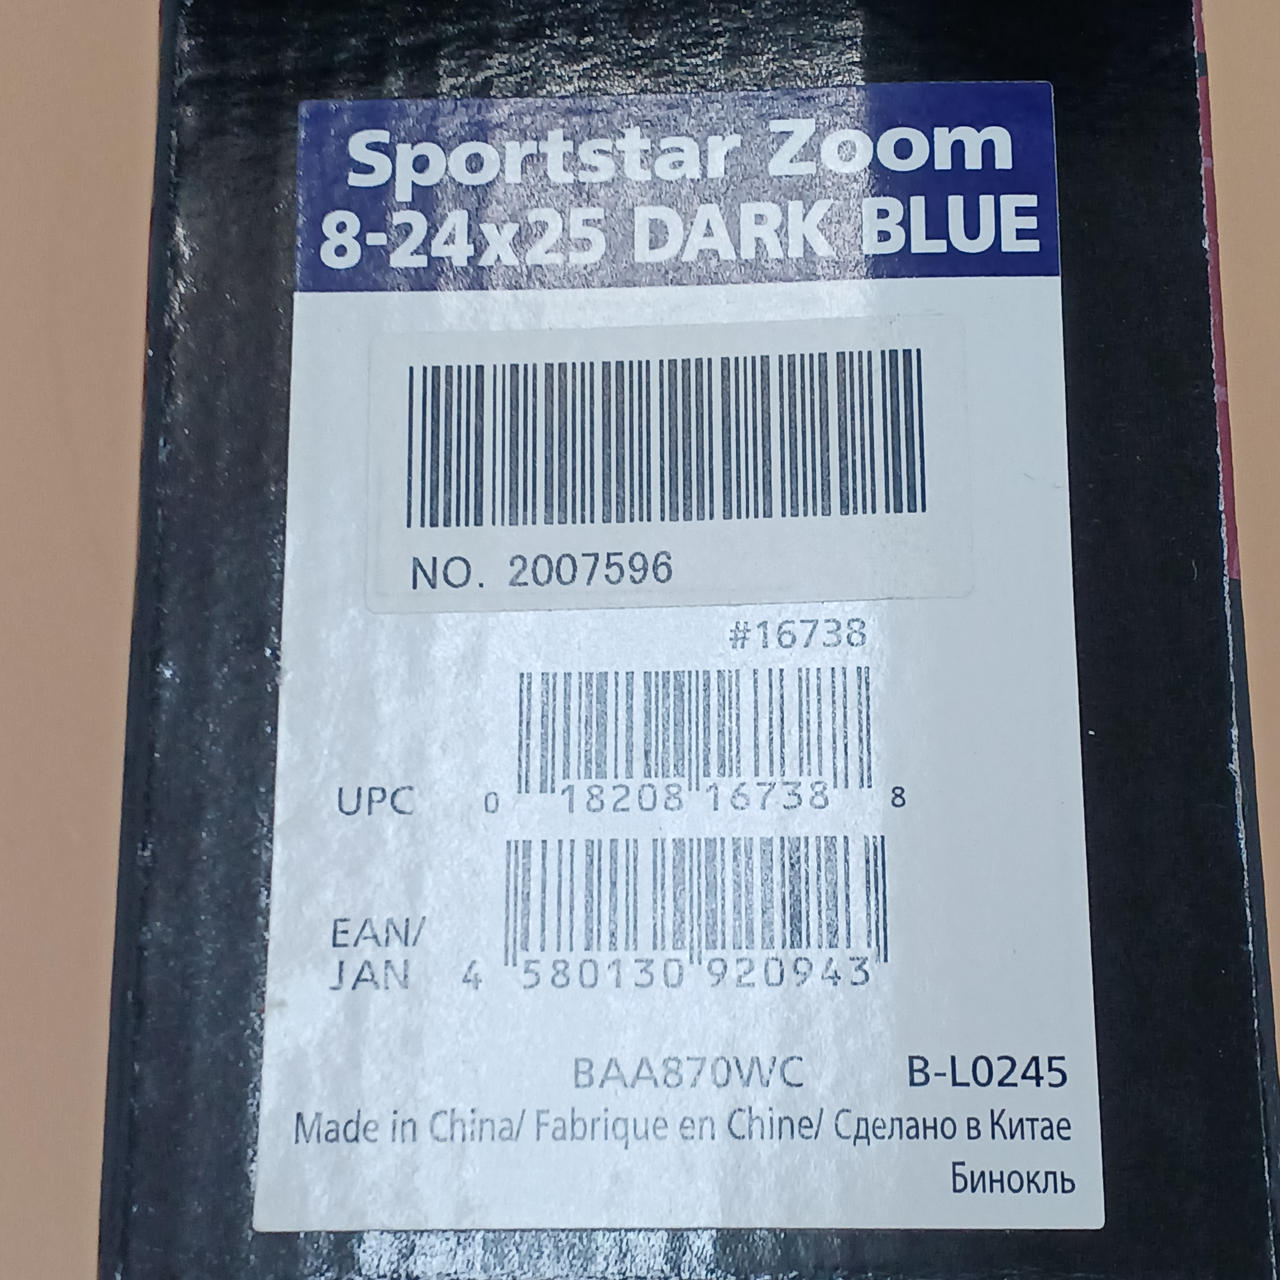 Sportstar Zoom
8-24x25 DARK BLUE
NO. 2007596
#16738
UPC 0 18208 16738 8
EAN/
JAN 4 580130 920943
BAA870WC B-L0245
Made in China/ Fabrique en Chine/ Сделано в Китае
Бинокль